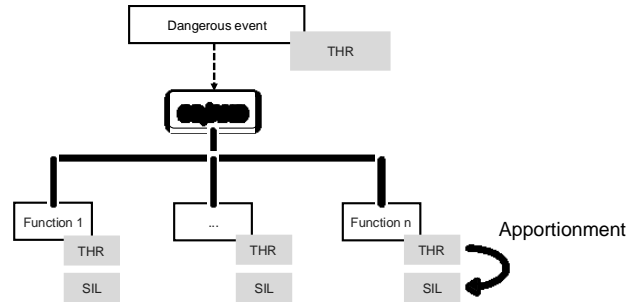 Dangerous event
THR
Function 1
...
Function n
THR
THR
THR
Apportionment
SIL
SIL
SIL